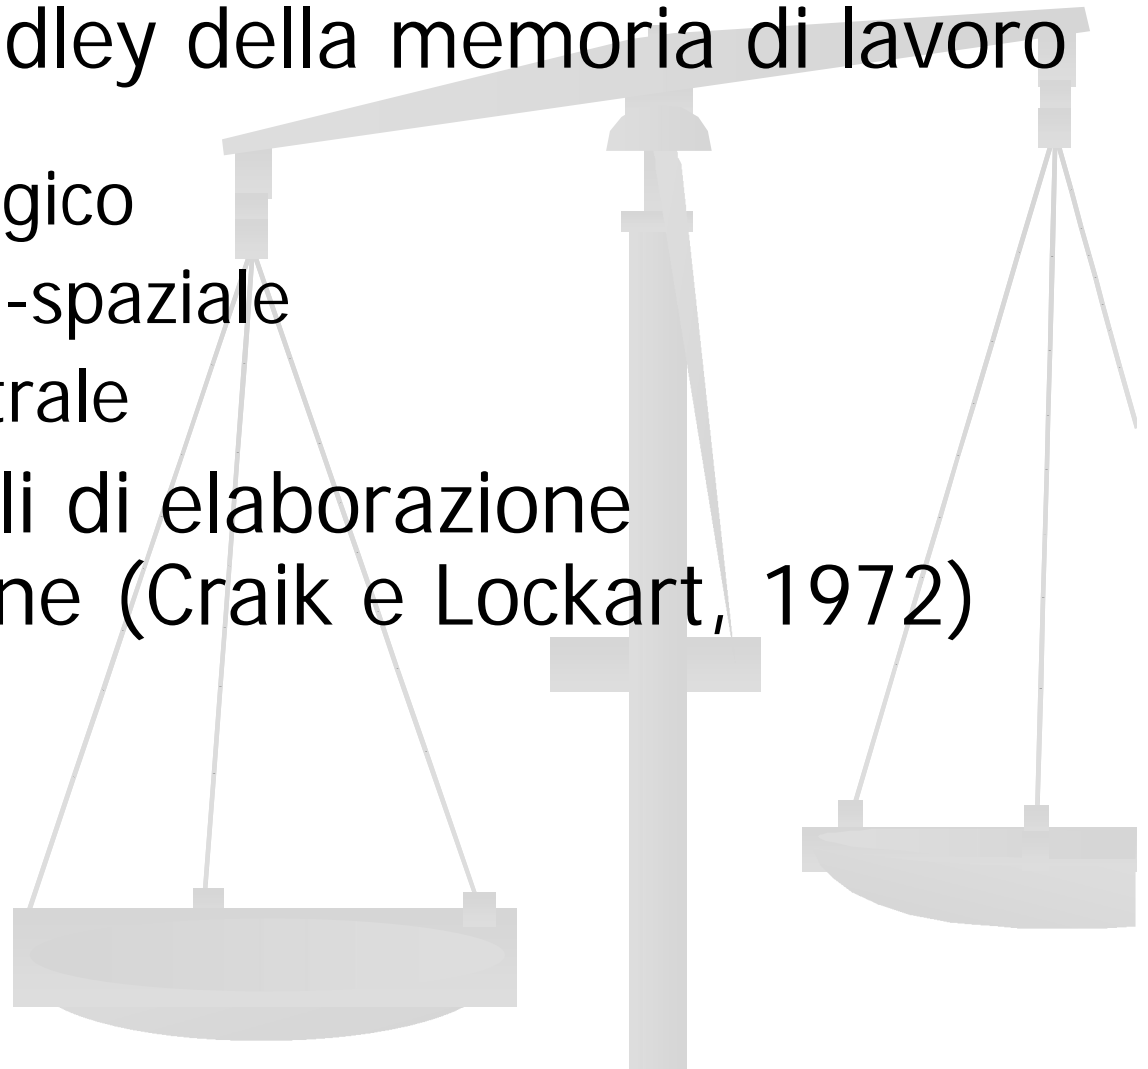 dley della memoria di lavoro
gico
-spaziale
trale
li di elaborazione
ne (Craik e Lockart, 1972)